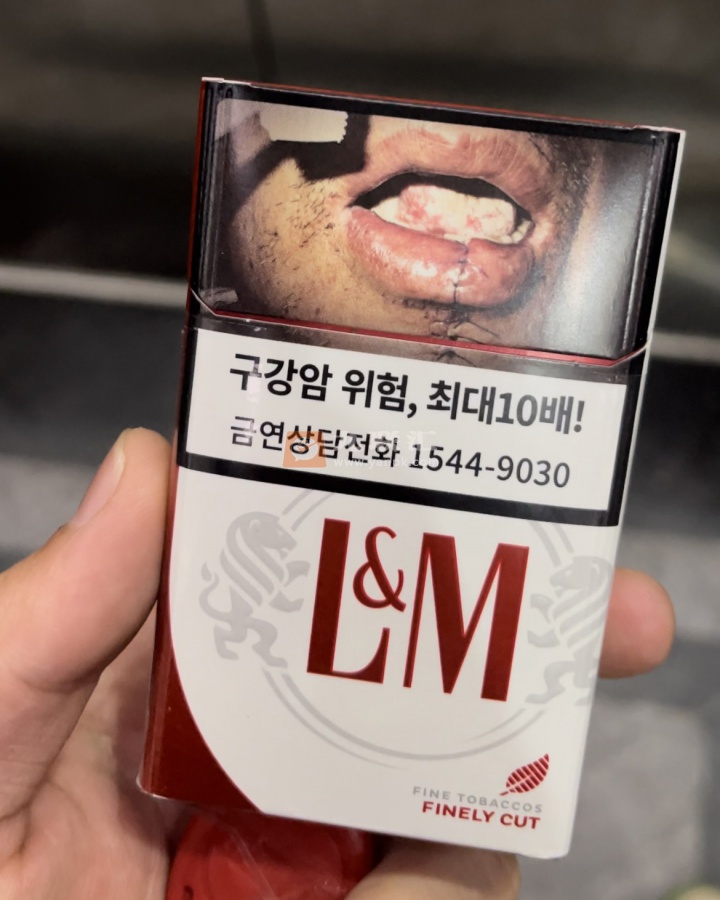 구강암 위험, 최대10배!
금연상담전화 1544-9030
L&M
FINE TOBACCOS
FINELY CUT